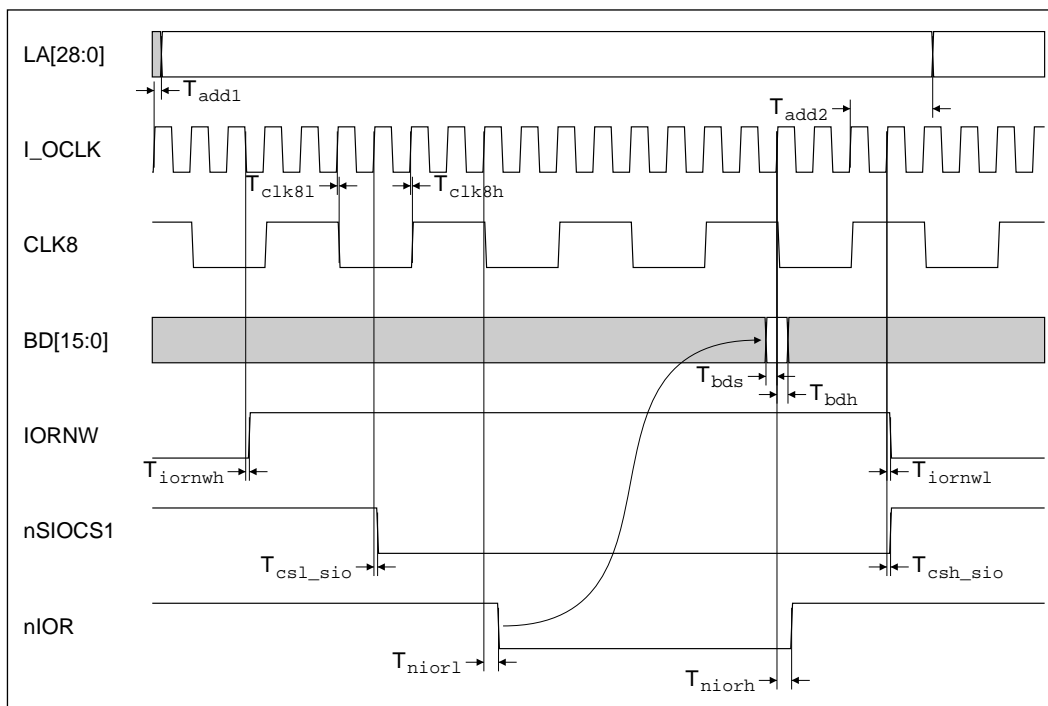 LA[28:0]
Tadd1
Tadd2
I_OCLK
Tclk8l
Tclk8h
CLK8
BD[15:0]
Tbds
Tbdh
IORNW
Tiornwh
Tiornwl
nSIOCS1
Tcsl_sio
Tcsh_sio
nIOR
Tniorl
Tniorh